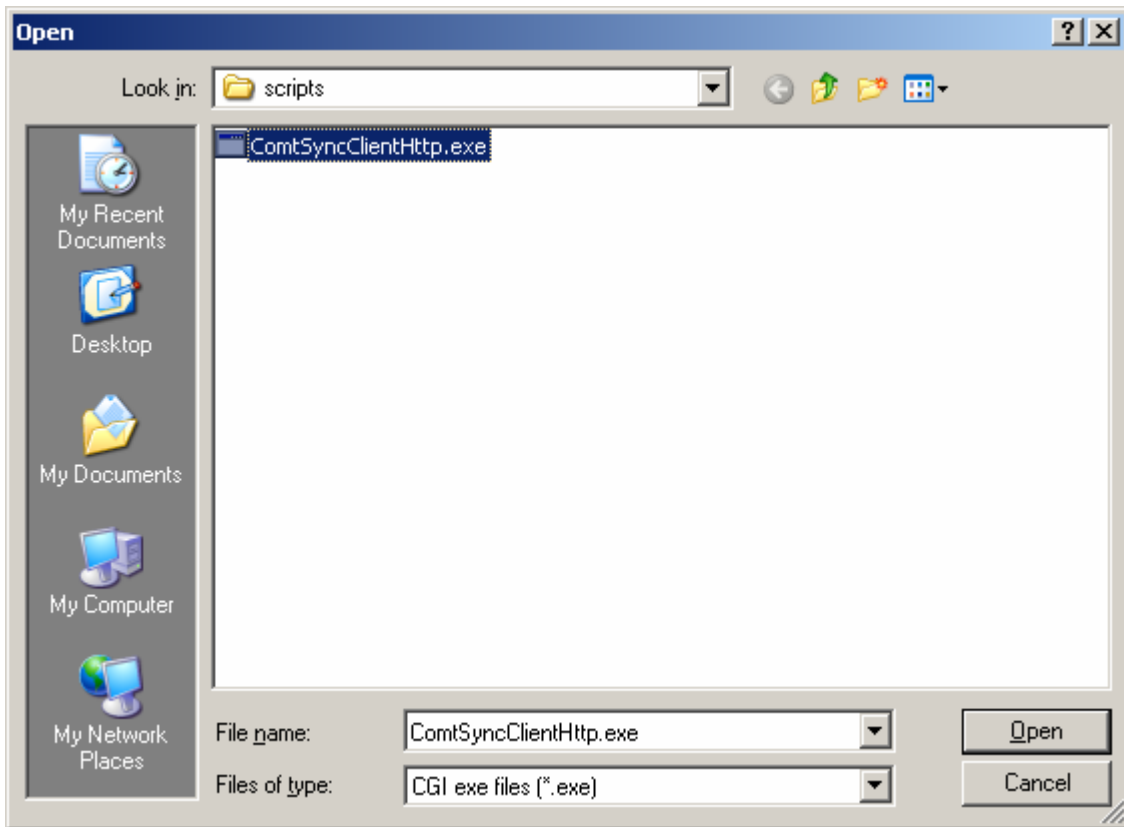 Open
Look in:
scripts
ComtSyncClientHttp.exe
My Recent
Documents
Desktop
My Documents
My Computer
My Network
Places
File name:
ComtSyncClientHttp.exe
Open
Files of type:
CGI exe files (*.exe)
Cancel